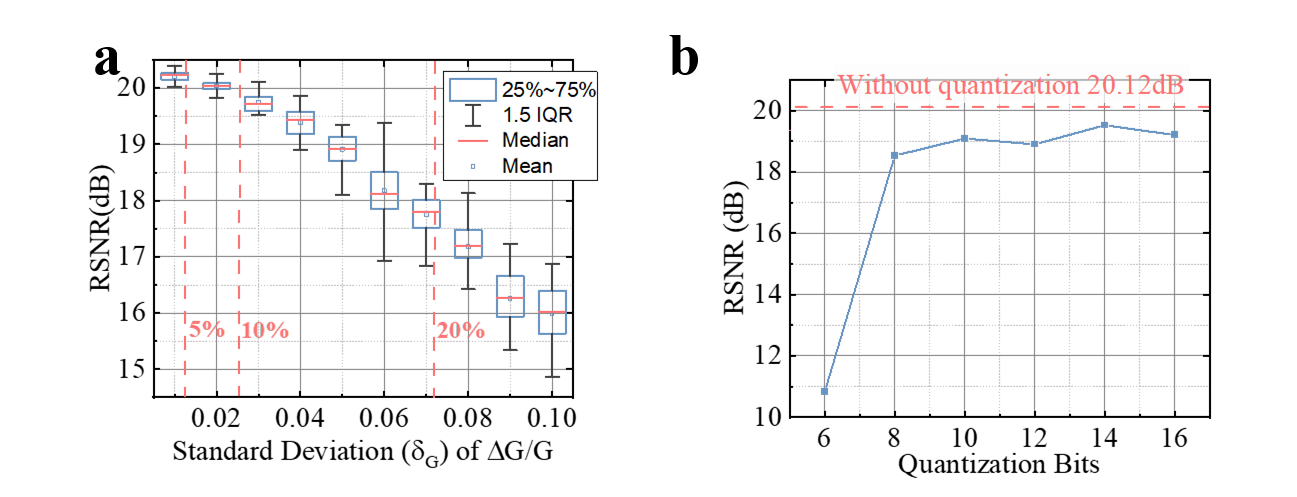 a
RSNR(dB)
20
19
18
17
16
15
25%~75%
1.5 IQR
Median
Mean
5%
10%
20%
0.02
0.04
0.06
0.08
0.10
Standard Deviation (δG) of ΔG/G
b
RSNR (dB)
Without quantization 20.12dB
20
18
16
14
12
10
6
8
10
12
14
16
Quantization Bits